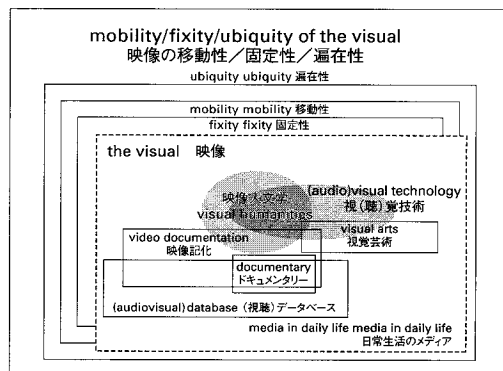 mobility/fixity/ubiquity of the visual
映像の移動性／固定性／遍在性
ubiquity ubiquity 遍在性
mobility mobility 移動性
fixity fixity 固定性
the visual 映像
映像人文学
visual humanities
(audio)visual technology
視（聴）覚技術
visual arts
視覚芸術
video documentation
映像記化
documentary
ドキュメンタリー
(audiovisual)database （視聴）データベース
media in daily life media in daily life
日常生活のメディア